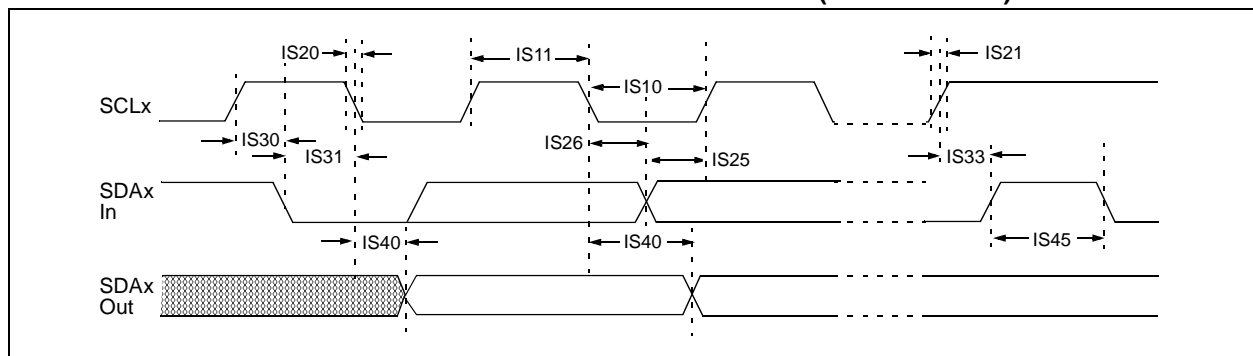 IS20
IS11
IS21
IS10
SCLx
IS30
IS26
IS31
IS25
IS33
SDAx
In
IS40
IS40
IS45
SDAx
Out